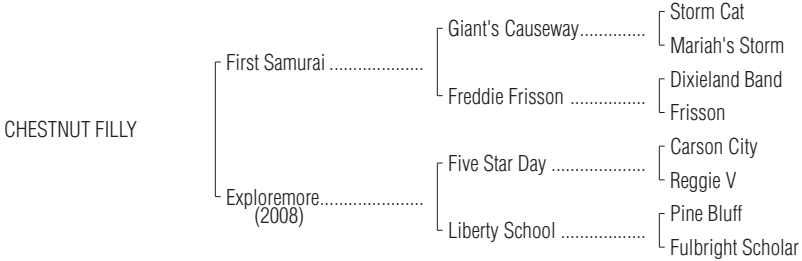 Storm Cat
Giant's Causeway..............
Mariah's Storm
First Samurai ....................
Dixieland Band
Freddie Frisson ................
Frisson
CHESTNUT FILLY
Carson City
Five Star Day ....................
Reggie V
Exploremore......................
(2008)
Pine Bluff
Liberty School ..................
Fulbright Scholar